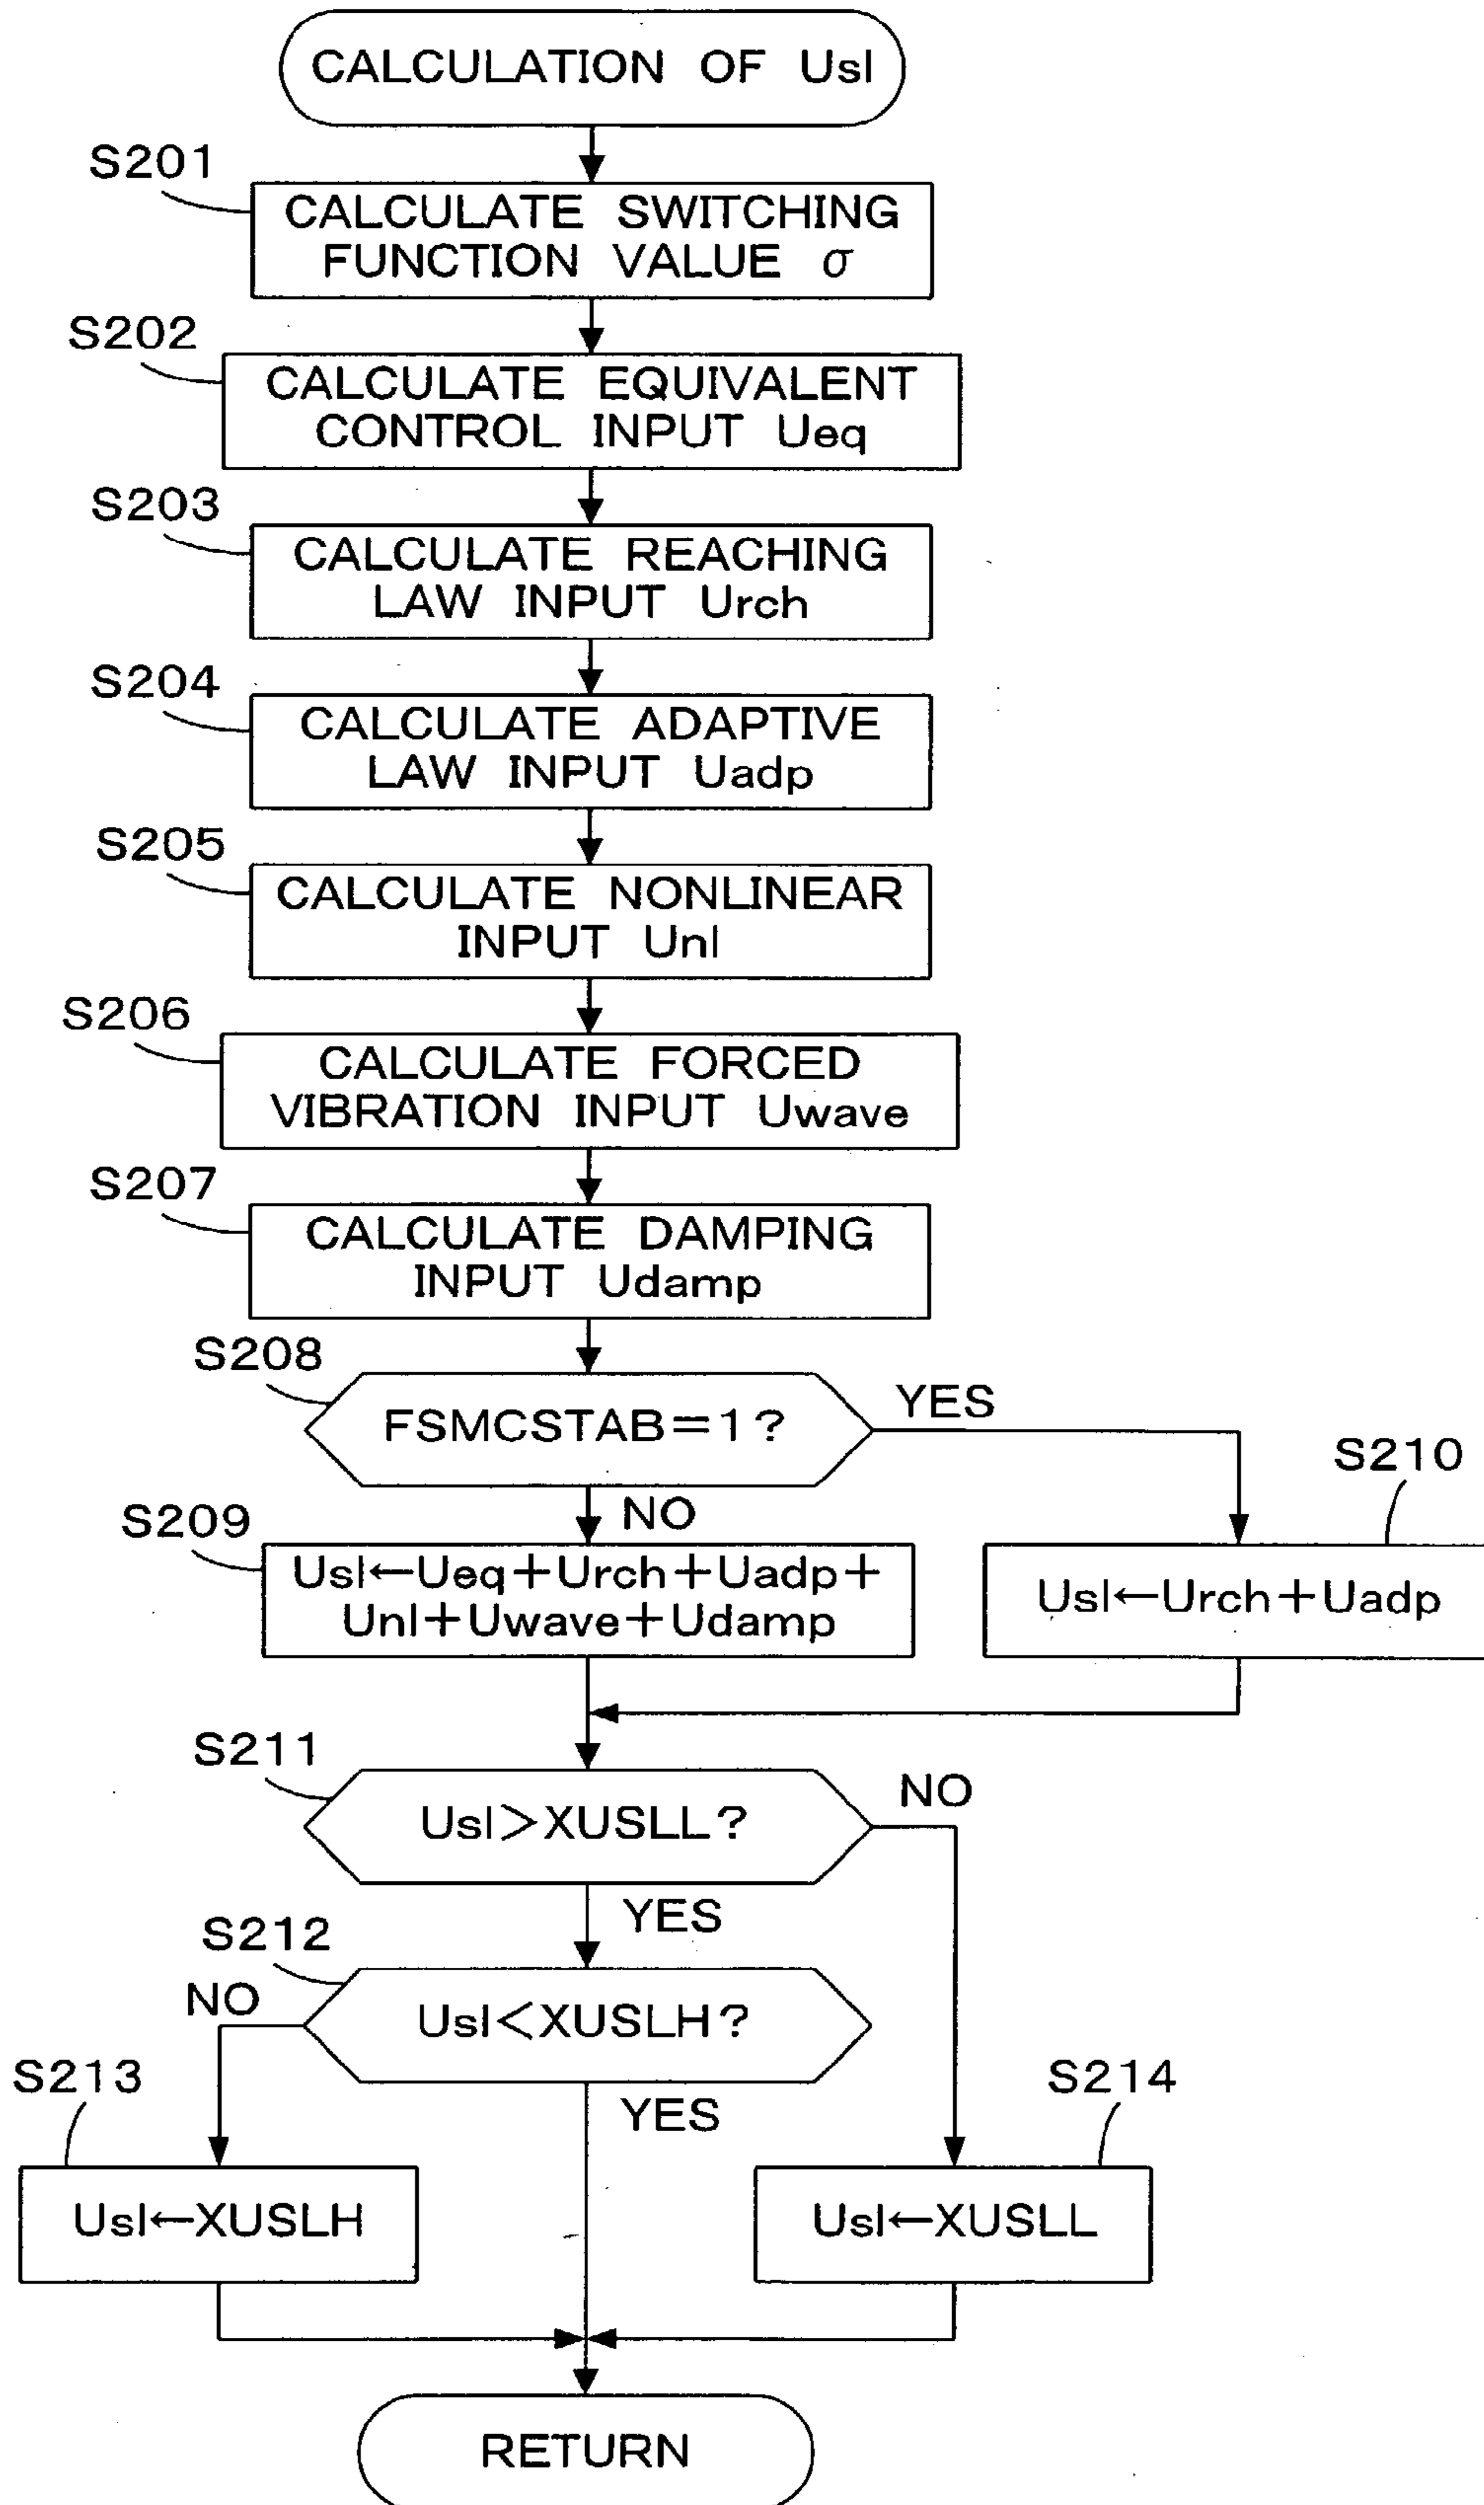 CALCULATION OF Usl
S201
CALCULATE SWITCHING
FUNCTION VALUE σ
S202
CALCULATE EQUIVALENT
CONTROL INPUT Ueq
S203
CALCULATE REACHING
LAW INPUT Urch
S204
CALCULATE ADAPTIVE
LAW INPUT Uadp
S205
CALCULATE NONLINEAR
INPUT Unl
S206
CALCULATE FORCED
VIBRATION INPUT Uwave
S207
CALCULATE DAMPING
INPUT Udamp
S208
FSMCSTAB=1?
YES
NO
S209
Usl←Ueq+Urch+Uadp+
Unl+Uwave+Udamp
S210
Usl←Urch+Uadp
S211
Usl>XUSLL?
NO
YES
S212
Usl<XUSLH?
NO
YES
S213
Usl←XUSLH
S214
Usl←XUSLL
RETURN